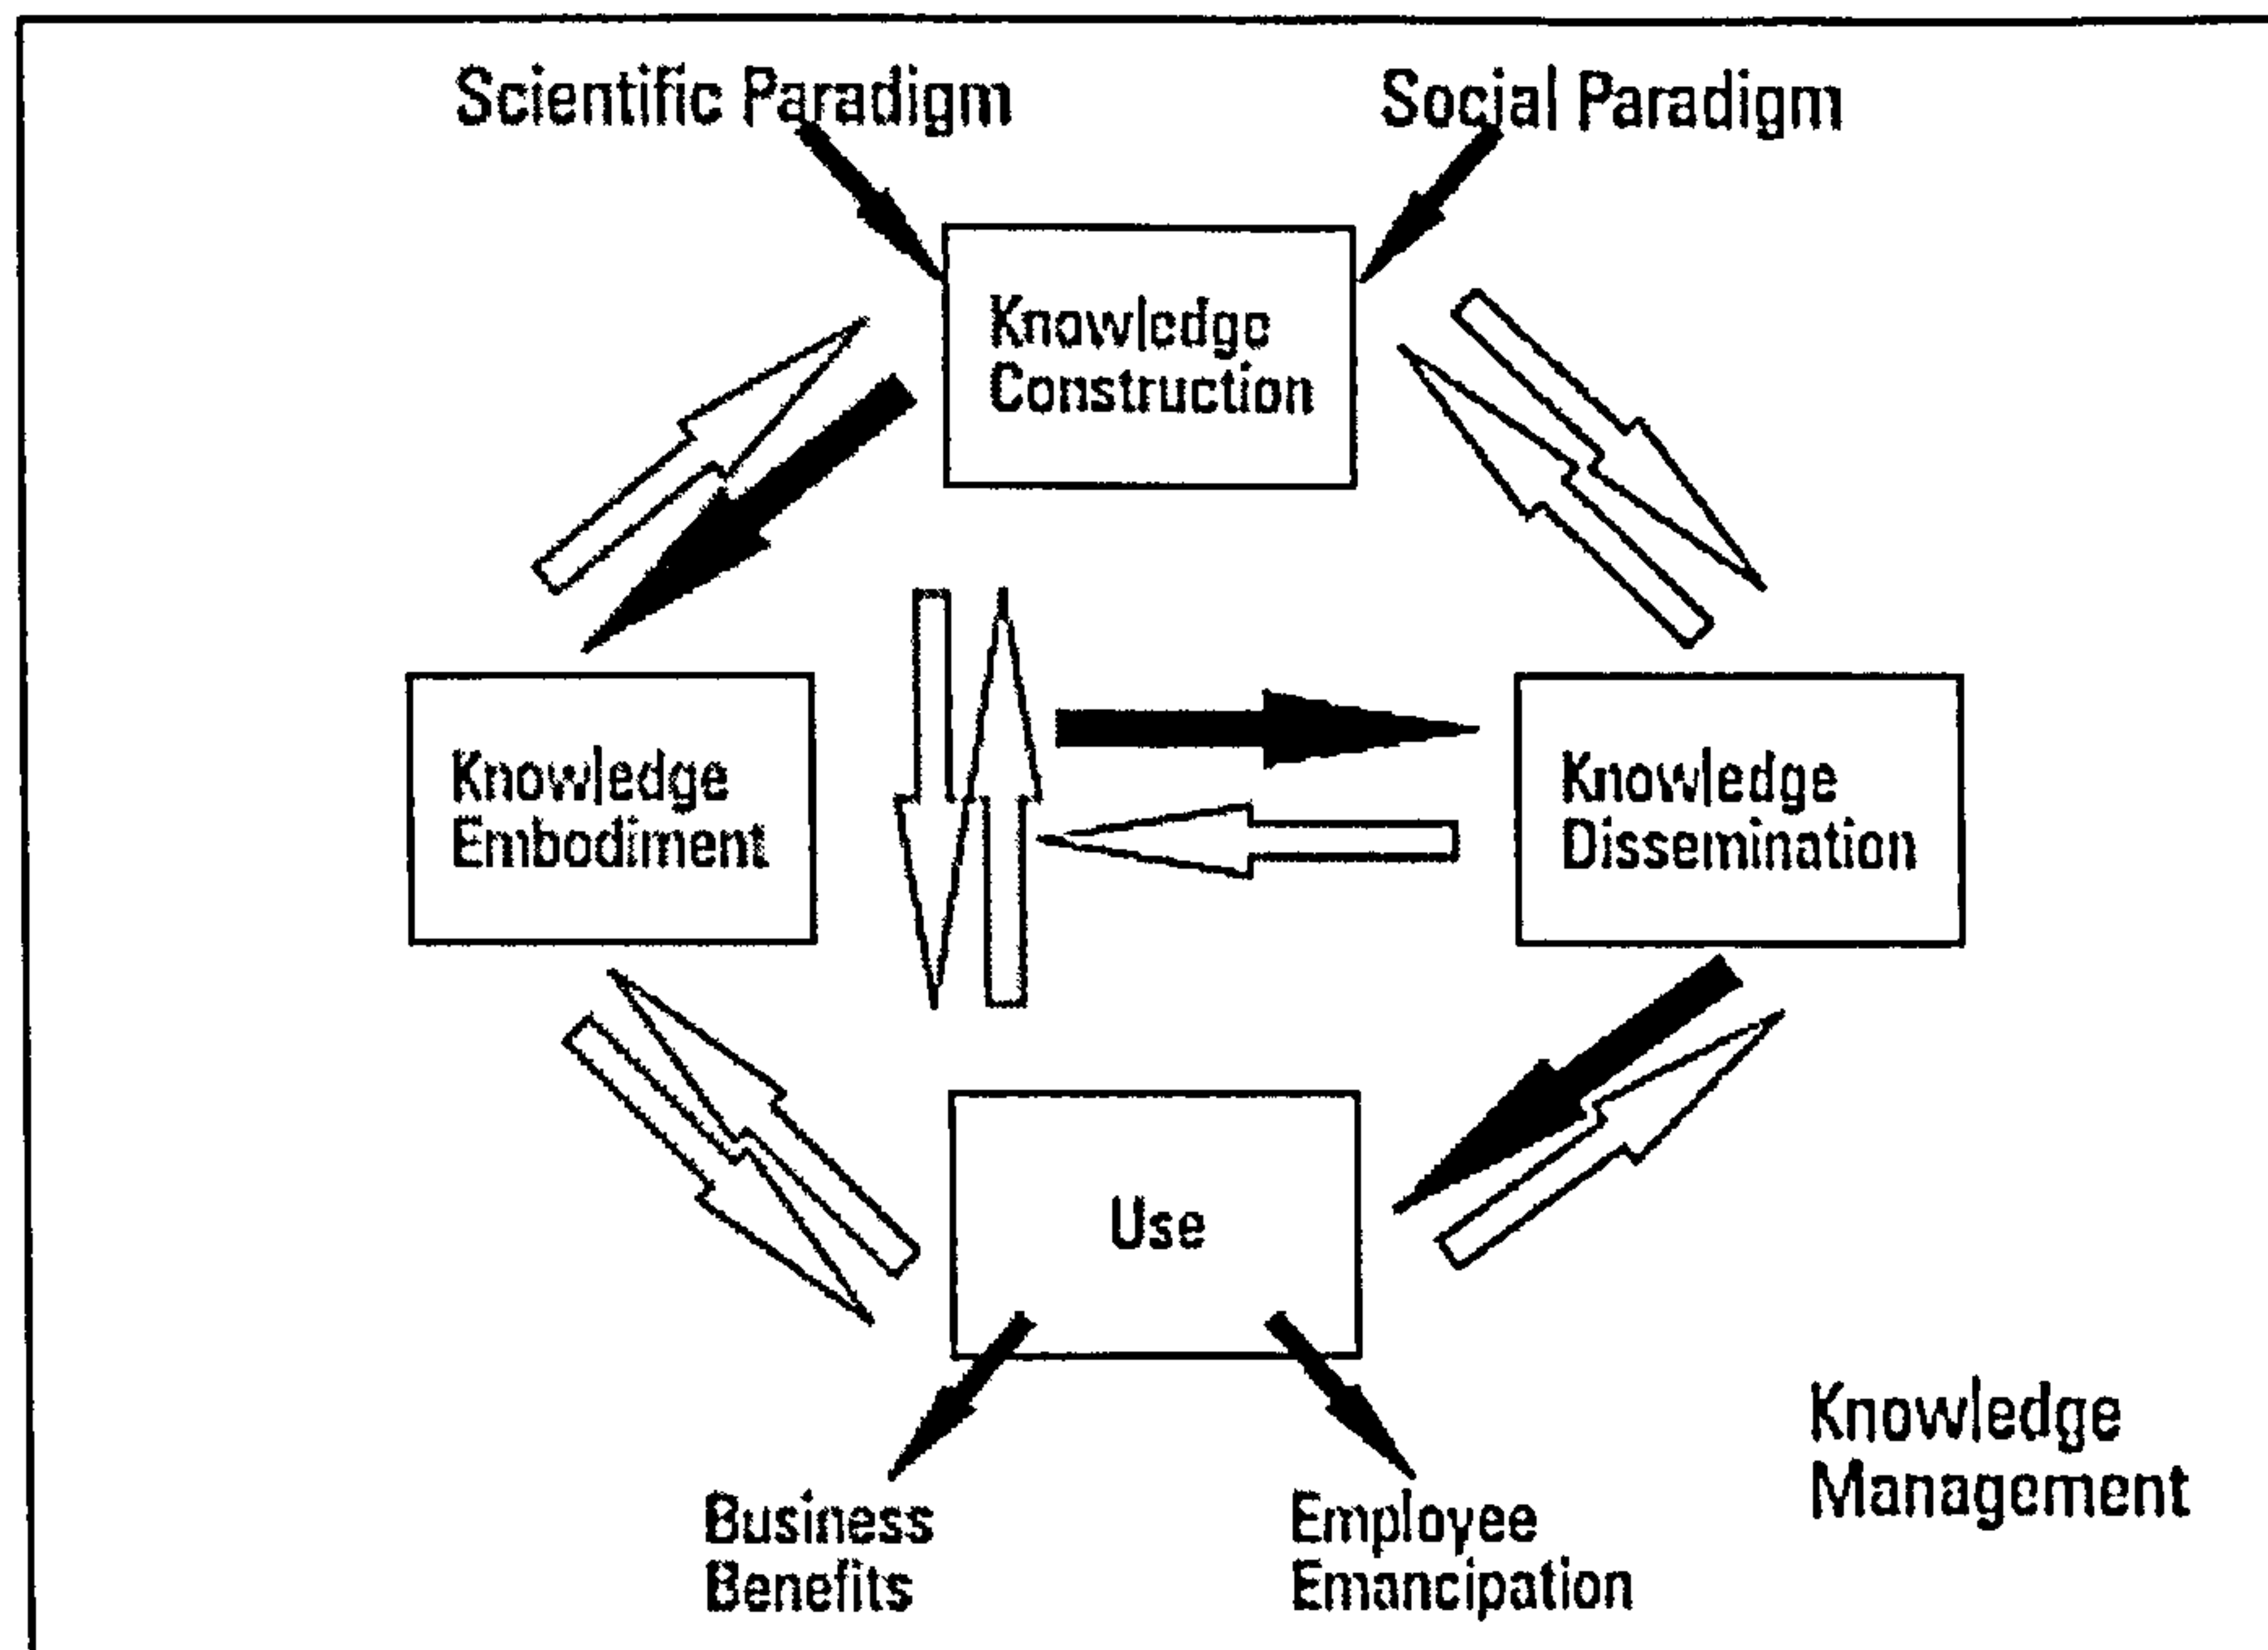 Scientific Paradigm
Social Paradigm
Knowledge
Construction
Knowledge
Embodiment
Knowledge
Dissemination
Use
Knowledge
Management
Business
Benefits
Employee
Emancipation